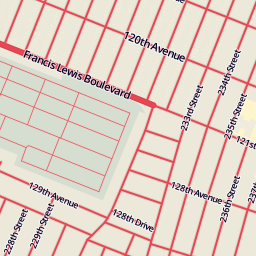 120th Avenue
Francis Lewis Boulevard
234th Street
233rd Street
235th Street
121st
129th Avenue
128th Avenue
237th
236th Street
128th Drive
229th Street
228th Street